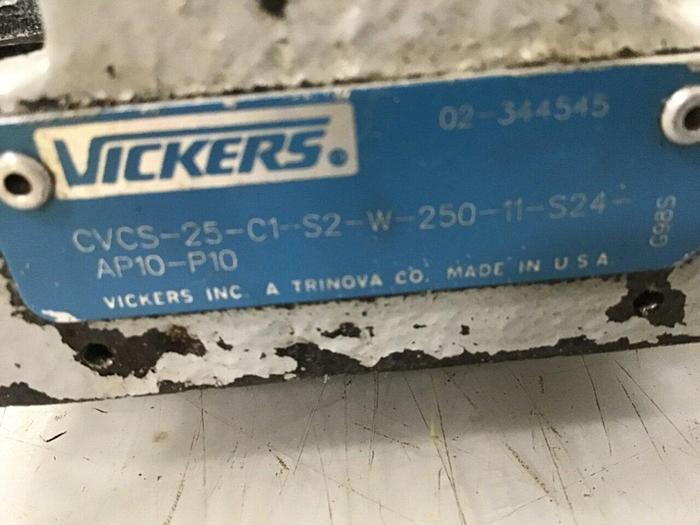 VICKERS®
02-344545
CVCS-25-C1-S2-W-250-11-S24-
AP10-P10
G98S
VICKERS INC. A TRINOVA CO. MADE IN U S A